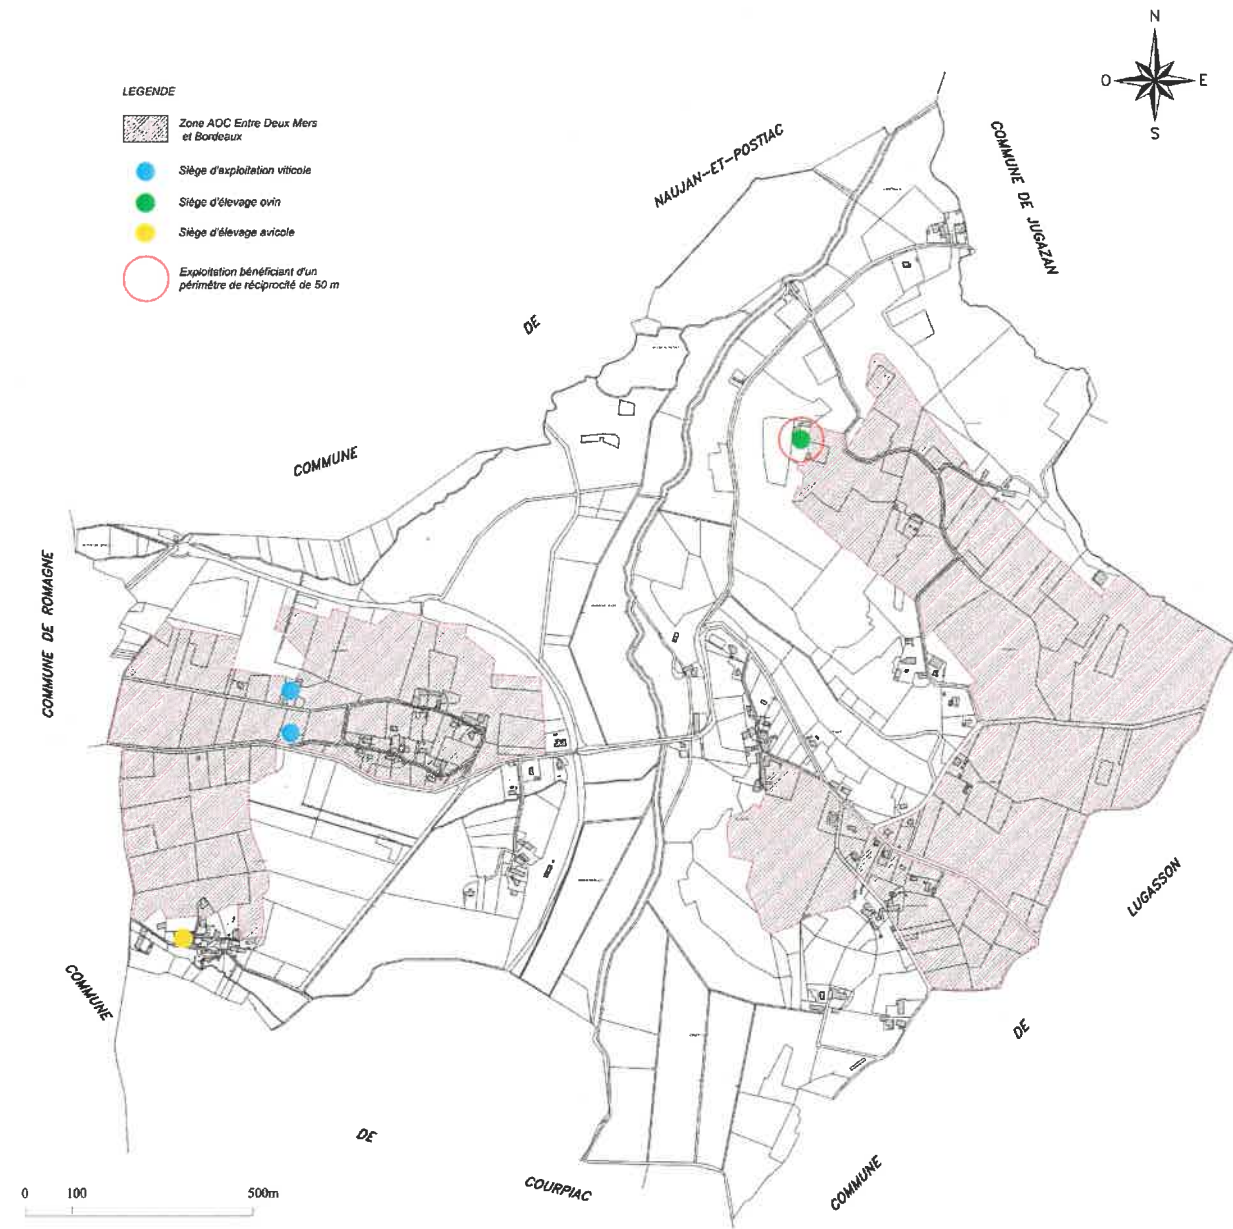 N
O
E
S
LEGENDE
Zone AOC Entre Deux Mers
et Bordeaux
Siège d'exploitation viticole
Siège d'élevage ovin
Siège d'élevage avicole
Exploitation bénéficiant d'un
périmètre de réciprocité de 50 m
NAUJAN-ET-POSTIAC
COMMUNE DE JUGAZAN
DE
COMMUNE
COMMUNE DE ROMAGNE
LUGASSON
COMMUNE
DE
DE
COURPIAC
COMMUNE
0 100 500m